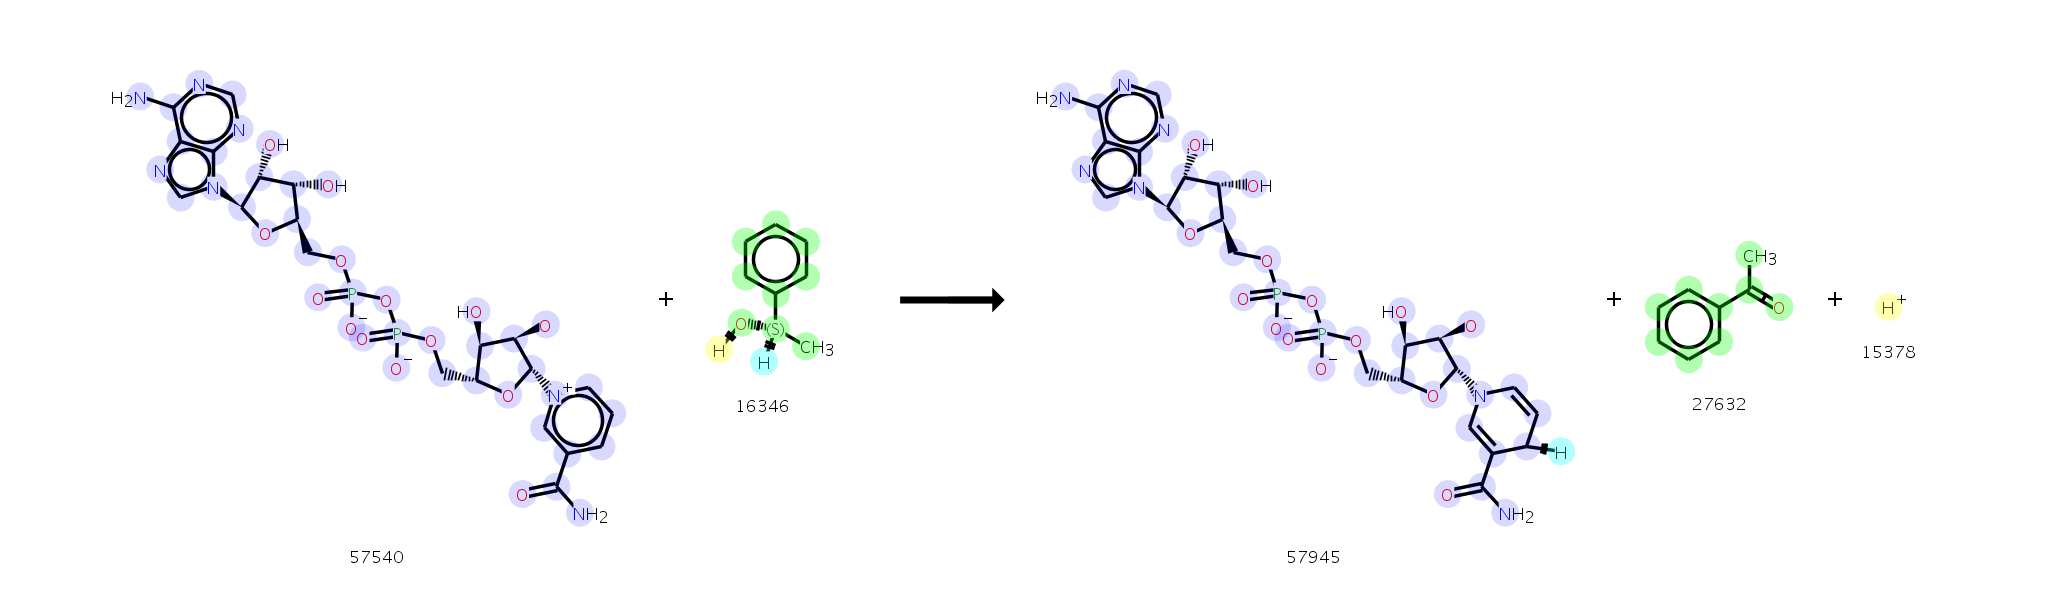 H2N N N N N OH OH O
O O P O O− O P O O−
HO O O N+ O NH2
57540
+
O H (S) H CH3
16346
H2N N N N N OH OH O
O O P O O− O P O O−
HO O O N H O NH2
57945
+
CH3 O
27632
+
H+
15378